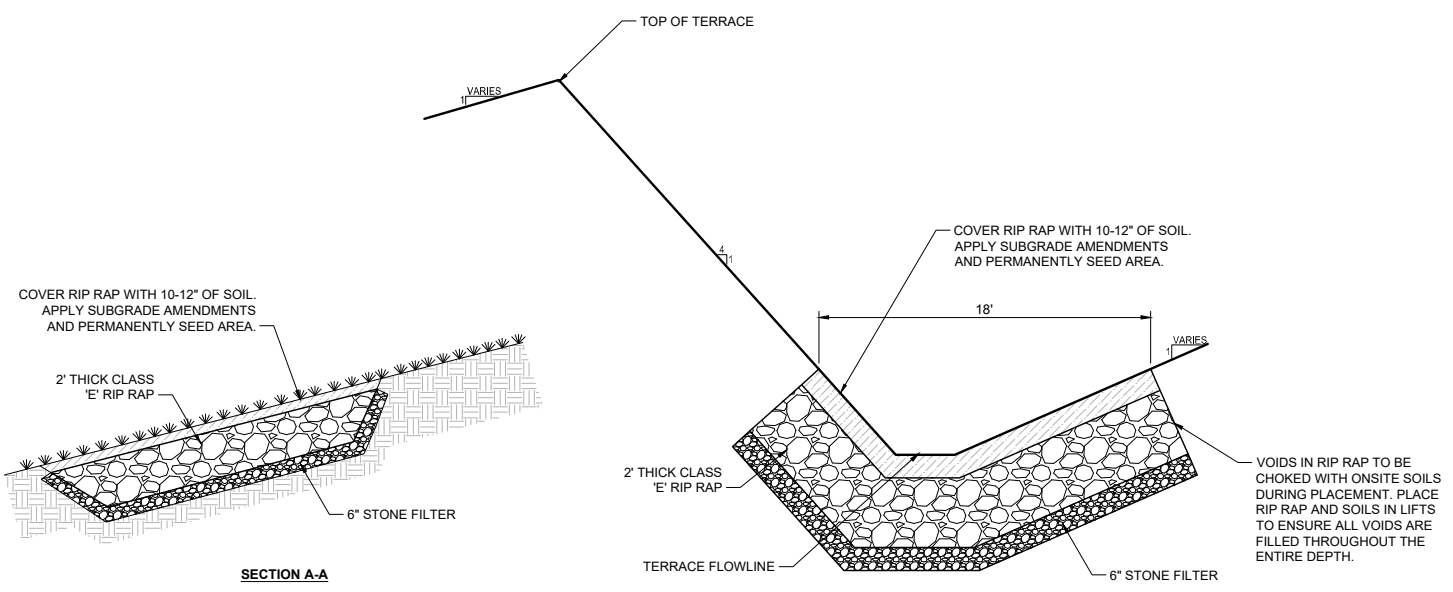 TOP OF TERRACE
VARIES
1
COVER RIP RAP WITH 10-12" OF SOIL.
APPLY SUBGRADE AMENDMENTS
AND PERMANENTLY SEED AREA.
4
1
18'
VARIES
1
COVER RIP RAP WITH 10-12" OF SOIL.
APPLY SUBGRADE AMENDMENTS
AND PERMANENTLY SEED AREA.
2' THICK CLASS
'E' RIP RAP
6" STONE FILTER
SECTION A-A
2' THICK CLASS
'E' RIP RAP
TERRACE FLOWLINE
VOIDS IN RIP RAP TO BE
CHOKED WITH ONSITE SOILS
DURING PLACEMENT. PLACE
RIP RAP AND SOILS IN LIFTS
TO ENSURE ALL VOIDS ARE
FILLED THROUGHOUT THE
ENTIRE DEPTH.
6" STONE FILTER